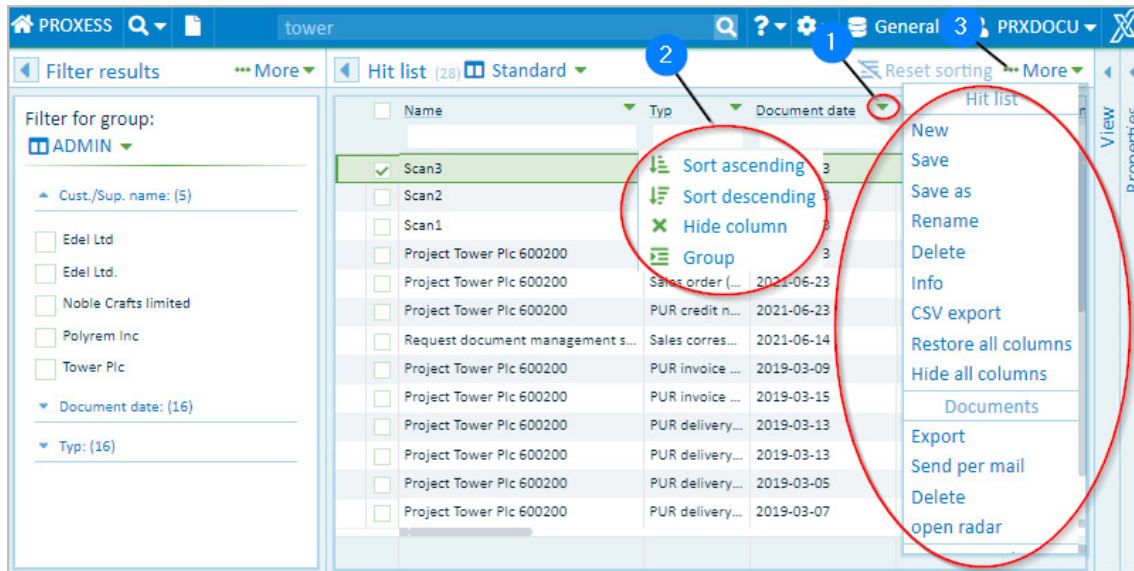 PROXESS
tower
? General 3 PRXDOCU
1
2
Filter results ••• More
Hit list (28) Standard Reset sorting ••• More
Filter for group:
ADMIN
Cust./Sup. name: (5)
Edel Ltd
Edel Ltd.
Noble Crafts limited
Polyrem Inc
Tower Plc
Document date: (16)
Typ: (16)
Name Typ Document date
Scan3 3
Scan2 3
Scan1 3
Project Tower Plc 600200 3
Project Tower Plc 600200 Sales order (... 2021-06-23
Project Tower Plc 600200 PUR credit n... 2021-06-23
Request document management s... Sales corres... 2021-06-14
Project Tower Plc 600200 PUR invoice ... 2019-03-09
Project Tower Plc 600200 PUR invoice ... 2019-03-15
Project Tower Plc 600200 PUR delivery... 2019-03-13
Project Tower Plc 600200 PUR delivery... 2019-03-13
Project Tower Plc 600200 PUR delivery... 2019-03-05
Project Tower Plc 600200 PUR delivery... 2019-03-07
Sort ascending
Sort descending
Hide column
Group
Hit list
New
Save
Save as
Rename
Delete
Info
CSV export
Restore all columns
Hide all columns
Documents
Export
Send per mail
Delete
open radar
View
Properties